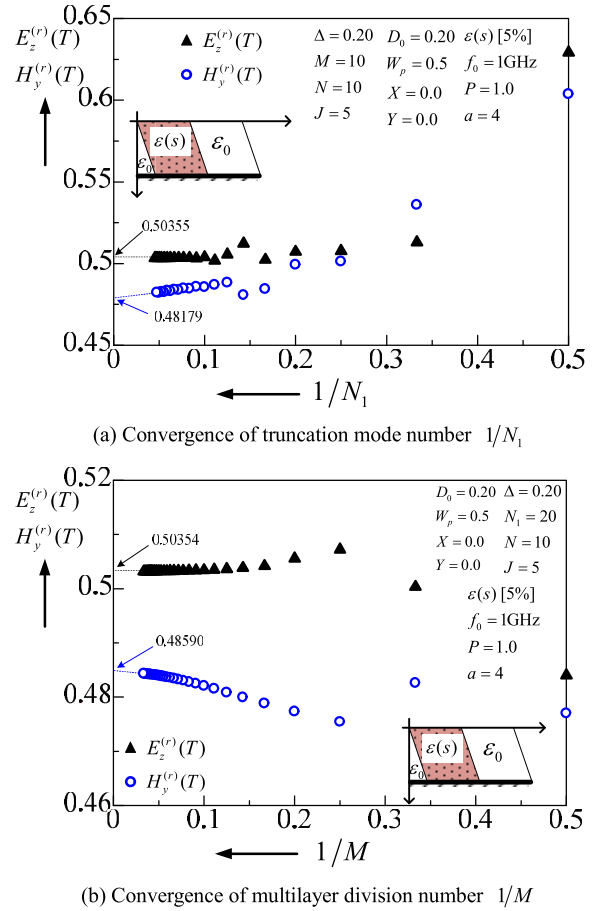 E_z^(r)(T)
H_y^(r)(T)
▲ E_z^(r)(T)
○ H_y^(r)(T)
Δ = 0.20 D_0 = 0.20 ε(s) [5%]
M = 10 W_p = 0.5 f_0 = 1GHz
N = 10 X = 0.0 P = 1.0
J = 5 Y = 0.0 a = 4
0.65
0.6
ε(s) ε_0
ε_0
0.55
0.50355
0.5
0.48179
0.45
0 0.1 0.2 0.3 0.4 0.5
1/N_1
(a) Convergence of truncation mode number 1/N_1
0.52
E_z^(r)(T)
H_y^(r)(T)
D_0 = 0.20 Δ = 0.20
W_p = 0.5 N_1 = 20
X = 0.0 N = 10
Y = 0.0 J = 5
ε(s) [5%]
f_0 = 1GHz
P = 1.0
a = 4
0.50354
0.5
0.48590
0.48
▲ E_z^(r)(T)
○ H_y^(r)(T)
ε(s) ε_0
ε_0
0.46
0 0.1 0.2 0.3 0.4 0.5
1/M
(b) Convergence of multilayer division number 1/M